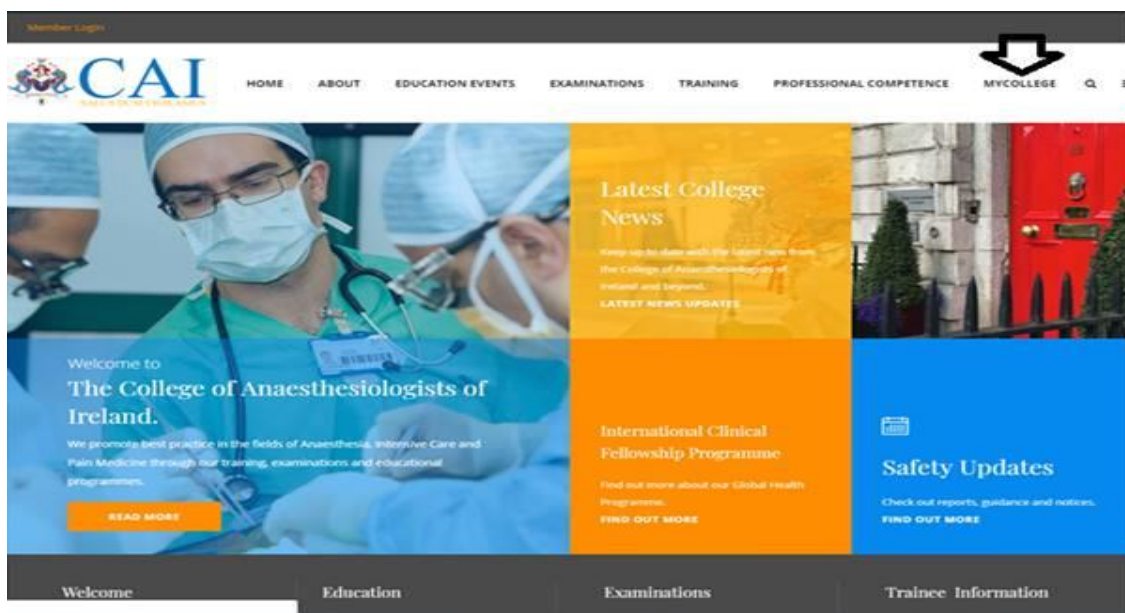 Member Login
CAI
HOME ABOUT EDUCATION EVENTS EXAMINATIONS TRAINING PROFESSIONAL COMPETENCE MYCOLLEGE
Welcome to
The College of Anaesthesiologists of
Ireland.
We promote best practice in the fields of Anaesthesia, Intensive Care and
Pain Medicine through our training, examinations and educational
programmes.
READ MORE
Latest College
News
Keep up to date with the latest news from
the College of Anaesthesiologists of
Ireland and beyond.
LATEST NEWS UPDATES
International Clinical
Fellowship Programme
Find out more about our Global Health
Programme.
FIND OUT MORE
Safety Updates
Check out reports, guidance and notices.
FIND OUT MORE
Welcome
Education
Examinations
Trainee Information